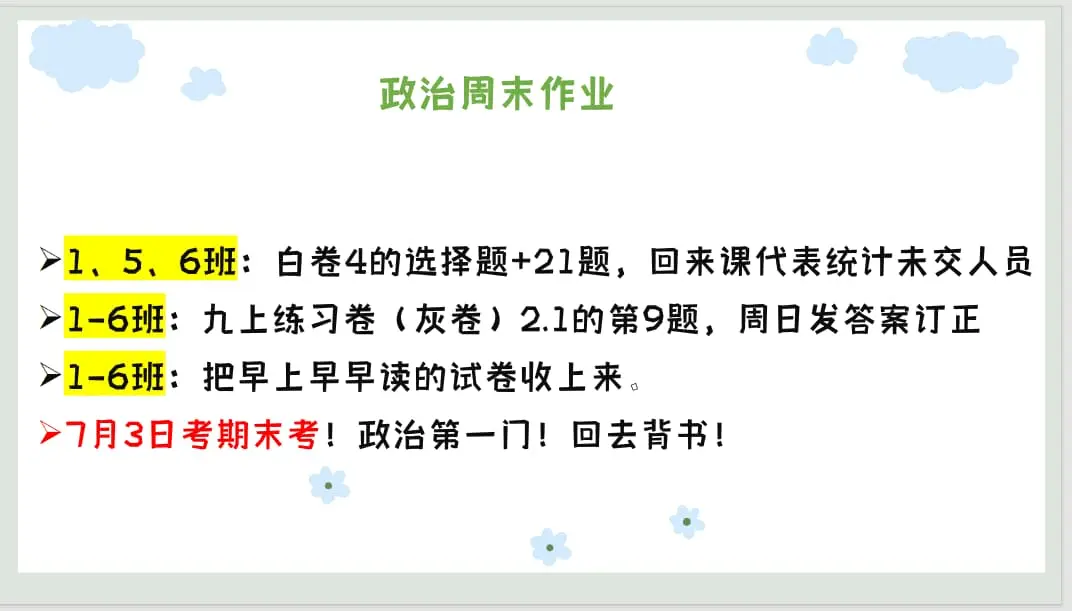 政治周末作业
1、5、6班：白卷4的选择题+21题，回来课代表统计未交人员
1-6班：九上练习卷（灰卷）2.1的第9题，周日发答案订正
1-6班：把早上早早读的试卷收上来。
7月3日考期末考！政治第一门！回去背书！